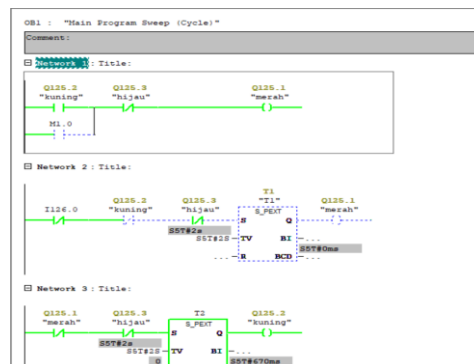 OB1 : "Main Program Sweep (Cycle)"
Comment:
Network 1: Title:
Q125.2 Q125.3 Q125.1
"kuning" "hijau" "merah"
M1.0
Network 2: Title:
T1
Q125.2 Q125.3 "T1" Q125.1
I126.0 "kuning" "hijau" S_PEXT "merah"
S Q
S5T#2s
S5T#2S TV BI ...
S5T#0ms
... R BCD ...
Network 3: Title:
Q125.1 Q125.3 T2 Q125.2
"merah" "hijau" S_PEXT "kuning"
S Q
S5T#2s
S5T#2S TV BI ...
0 S5T#670ms